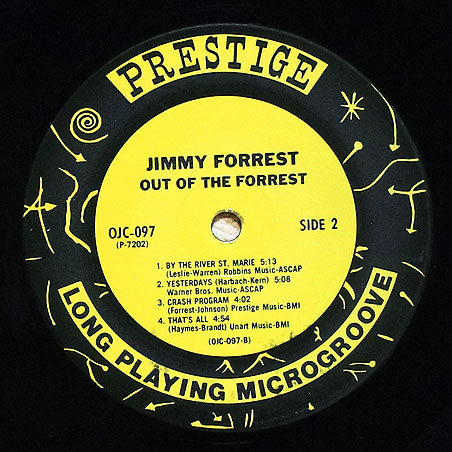 PRESTIGE
JIMMY FORREST
OUT OF THE FORREST
OJC-097
(P-7202)
SIDE 2
1. BY THE RIVER ST. MARIE 5:13
(Leslie-Warren) Robbins Music-ASCAP
2. YESTERDAYS (Harbach-Kern) 5:08
Warner Bros. Music-ASCAP
3. CRASH PROGRAM 4:02
(Forrest-Johnson) Prestige Music-BMI
4. THAT'S ALL 4:54
(Haymes-Brandt) Unart Music-BMI
(OJC-097-B)
LONG PLAYING MICROGROOVE